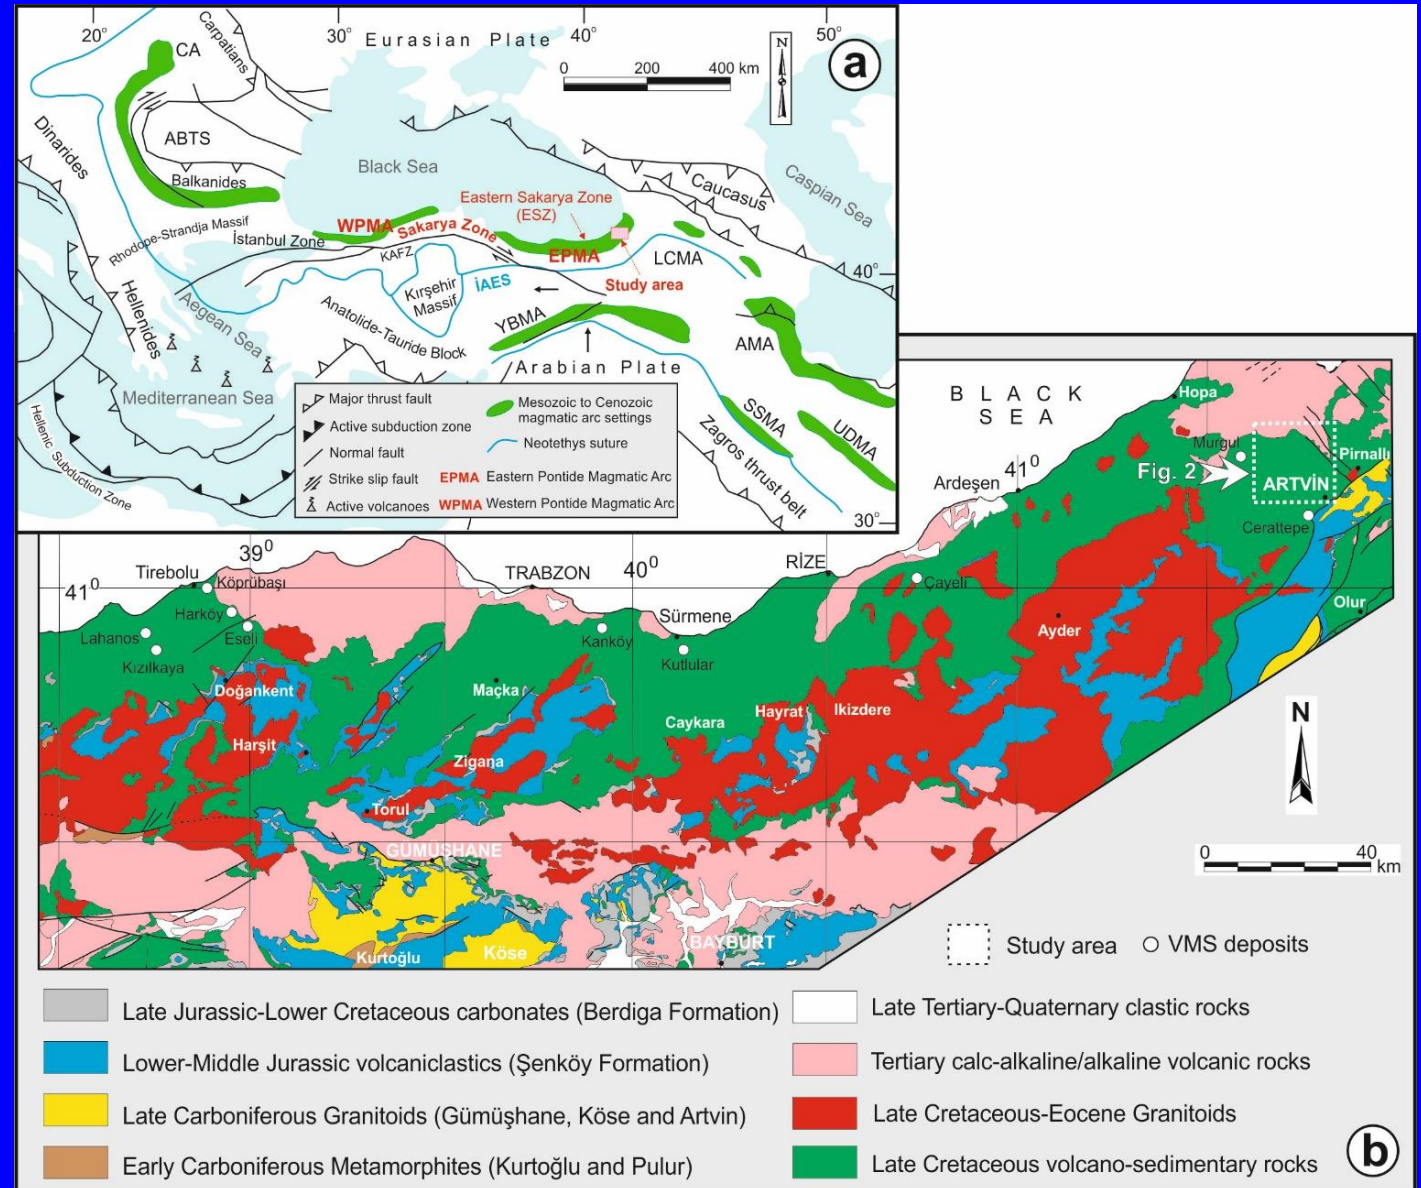 20°
30°
40°
50°
Eurasian Plate
N
a
0 200 400 km
CA
Carpatians
ABTS
Dinarides
Balkanides
Black Sea
Caucasus
Caspian Sea
Eastern Sakarya Zone
(ESZ)
Rhodope-Strandja Massif
İstanbul Zone
WPMA
Sakarya Zone
EPMA
KAFZ
LCMA
40°
Study area
Kırşehir
Massif
İAES
Hellenides
Aegean Sea
Anatolide-Tauride Block
YBMA
AMA
Arabian Plate
Mediterranean Sea
Hellenic Subduction Zone
SSMA
UDMA
Zagros thrust belt
30°
Major thrust fault
Active subduction zone
Normal fault
Strike slip fault
Active volcanoes
Mesozoic to Cenozoic
magmatic arc settings
Neotethys suture
EPMA Eastern Pontide Magmatic Arc
WPMA Western Pontide Magmatic Arc
BLACK
SEA
Hopa
Murgul
Pirnallı
Fig. 2
ARTVİN
41⁰
Ardeşen
Cerattepe
39⁰
40⁰
41⁰
Tirebolu
Köprübaşı
TRABZON
RİZE
Çayeli
Harköy
Lahanos
Eseli
Kızılkaya
Kanköy
Sürmene
Kutlular
Ayder
Olur
Doğankent
Maçka
Harşit
Zigana
Caykara
Hayrat
Ikizdere
Torul
GÜMÜŞHANE
Kurtoğlu
Köse
BAYBURT
N
0 40
km
Study area
VMS deposits
Late Jurassic-Lower Cretaceous carbonates (Berdiga Formation)
Lower-Middle Jurassic volcaniclastics (Şenköy Formation)
Late Carboniferous Granitoids (Gümüşhane, Köse and Artvin)
Early Carboniferous Metamorphites (Kurtoğlu and Pulur)
Late Tertiary-Quaternary clastic rocks
Tertiary calc-alkaline/alkaline volcanic rocks
Late Cretaceous-Eocene Granitoids
Late Cretaceous volcano-sedimentary rocks
b